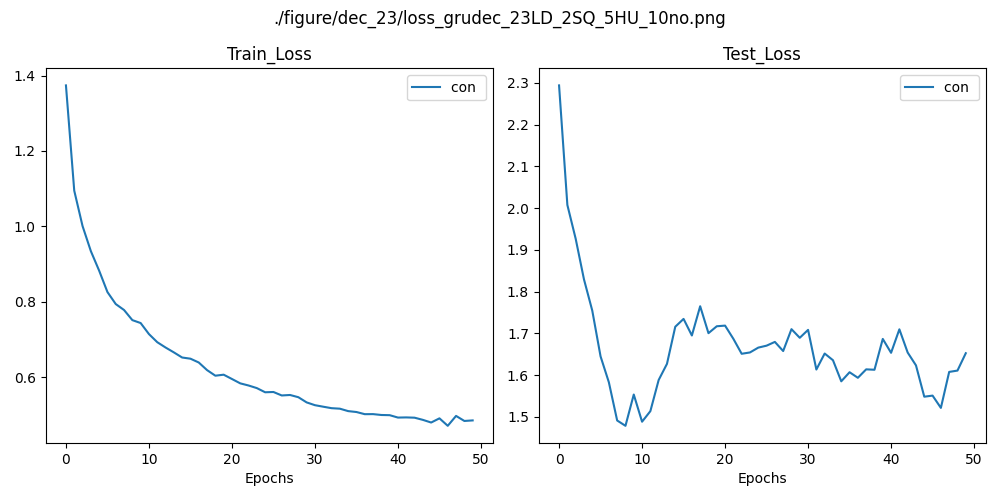 ./figure/dec_23/loss_grudec_23LD_2SQ_5HU_10no.png
Train_Loss
con
1.4
1.2
1.0
0.8
0.6
0 10 20 30 40 50
Epochs
Test_Loss
con
2.3
2.2
2.1
2.0
1.9
1.8
1.7
1.6
1.5
0 10 20 30 40 50
Epochs